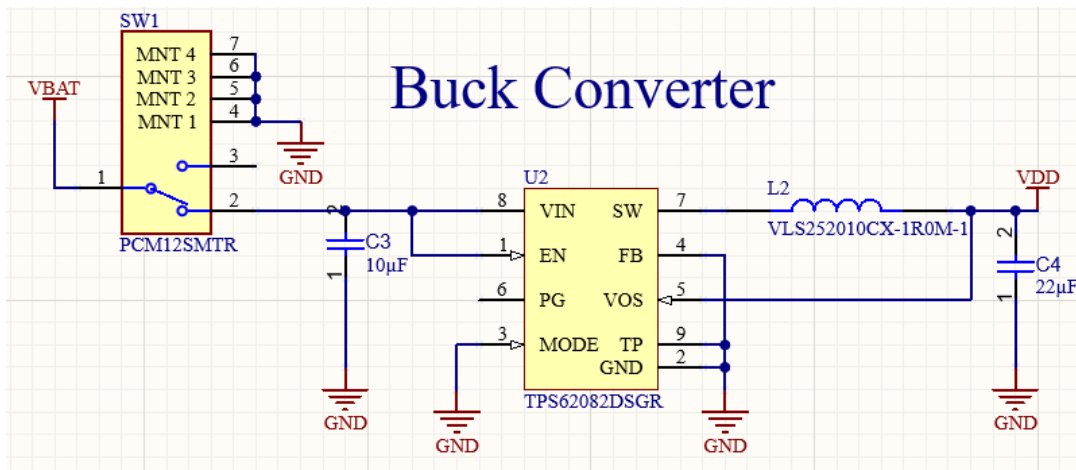 SW1
MNT 4 7
MNT 3 6
MNT 2 5
MNT 1 4
VBAT
GND
3
1
2
PCM12SMTR
Buck Converter
2
C3
10µF
1
GND
U2
8 VIN SW 7
1 EN FB 4
6 PG VOS 5
3 MODE TP 9
GND 2
TPS62082DSGR
GND
GND
L2
VLS252010CX-1R0M-1
VDD
2
C4
22µF
1
GND